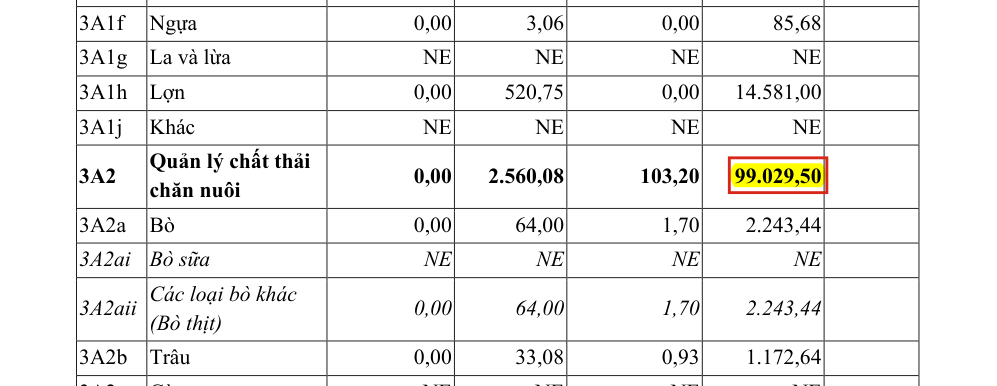 3A1f Ngựa 0,00 3,06 0,00 85,68
3A1g La và lừa NE NE NE NE
3A1h Lợn 0,00 520,75 0,00 14.581,00
3A1j Khác NE NE NE NE
3A2 Quản lý chất thải chăn nuôi 0,00 2.560,08 103,20 99.029,50
3A2a Bò 0,00 64,00 1,70 2.243,44
3A2ai Bò sữa NE NE NE NE
3A2aii Các loại bò khác (Bò thịt) 0,00 64,00 1,70 2.243,44
3A2b Trâu 0,00 33,08 0,93 1.172,64